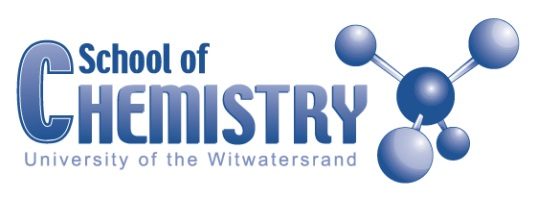 School of
CHEMISTRY
University of the Witwatersrand